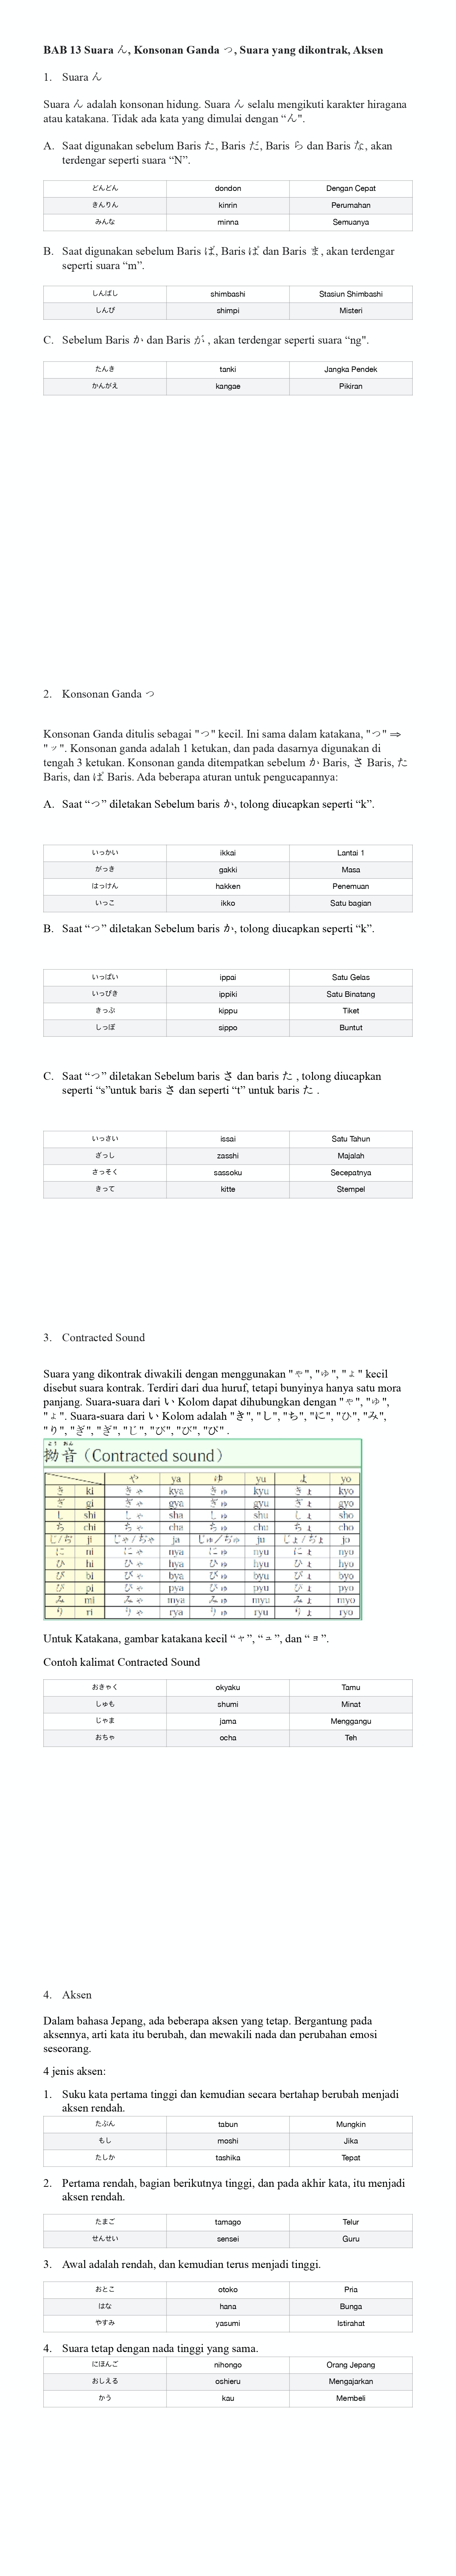 BAB 13 Suara ん, Konsonan Ganda っ, Suara yang dikontrak, Aksen
1. Suara ん
Suara ん adalah konsonan hidung. Suara ん selalu mengikuti karakter hiragana
atau katakana. Tidak ada kata yang dimulai dengan “ん".
A. Saat digunakan sebelum Baris た, Baris だ, Baris ら dan Baris な, akan
terdengar seperti suara “N”.
どんどん dondon Dengan Cepat
きんりん kinrin Perumahan
みんな minna Semuanya
B. Saat digunakan sebelum Baris ば, Baris ぱ dan Baris ま, akan terdengar
seperti suara “m”.
しんばし shimbashi Stasiun Shimbashi
しんぴ shimpi Misteri
C. Sebelum Baris か dan Baris が , akan terdengar seperti suara “ng".
たんき tanki Jangka Pendek
かんがえ kangae Pikiran
2. Konsonan Ganda っ
Konsonan Ganda ditulis sebagai "っ" kecil. Ini sama dalam katakana, "っ" ⇒
"ッ". Konsonan ganda adalah 1 ketukan, dan pada dasarnya digunakan di
tengah 3 ketukan. Konsonan ganda ditempatkan sebelum か Baris, さ Baris, た
Baris, dan ぱ Baris. Ada beberapa aturan untuk pengucapannya:
A. Saat “っ” diletakan Sebelum baris か, tolong diucapkan seperti “k”.
いっかい ikkai Lantai 1
がっき gakki Masa
はっけん hakken Penemuan
いっこ ikko Satu bagian
B. Saat “っ” diletakan Sebelum baris か, tolong diucapkan seperti “k”.
いっぱい ippai Satu Gelas
いっぴき ippiki Satu Binatang
きっぷ kippu Tiket
しっぽ sippo Buntut
C. Saat “っ” diletakan Sebelum baris さ dan baris た , tolong diucapkan
seperti “s”untuk baris さ dan seperti “t” untuk baris た .
いっさい issai Satu Tahun
ざっし zasshi Majalah
さっそく sassoku Secepatnya
きって kitte Stempel
3. Contracted Sound
Suara yang dikontrak diwakili dengan menggunakan "ゃ", "ゅ", "ょ" kecil
disebut suara kontrak. Terdiri dari dua huruf, tetapi bunyinya hanya satu mora
panjang. Suara-suara dari い Kolom dapat dihubungkan dengan "ゃ", "ゅ",
"ょ". Suara-suara dari い Kolom adalah "き", "し", "ち", "に", "ひ", "み",
"り", "ぎ", "ぎ", "じ", "び", "び", "ぴ" .
よう おん
拗音（Contracted sound）
や ya ゆ yu よ yo
き ki きゃ kya きゅ kyu きょ kyo
ぎ gi ぎゃ gya ぎゅ gyu ぎょ gyo
し shi しゃ sha しゅ shu しょ sho
ち chi ちゃ cha ちゅ chu ちょ cho
じ/ぢ ji じゃ/ぢゃ ja じゅ/ぢゅ ju じょ/ぢょ jo
に ni にゃ nya にゅ nyu にょ nyo
ひ hi ひゃ hya ひゅ hyu ひょ hyo
び bi びゃ bya びゅ byu びょ byo
ぴ pi ぴゃ pya ぴゅ pyu ぴょ pyo
み mi みゃ mya みゅ myu みょ myo
り ri りゃ rya りゅ ryu りょ ryo
Untuk Katakana, gambar katakana kecil “ャ”, “ュ”, dan “ョ”.
Contoh kalimat Contracted Sound
おきゃく okyaku Tamu
しゅも shumi Minat
じゃま jama Menggangu
おちゃ ocha Teh
4. Aksen
Dalam bahasa Jepang, ada beberapa aksen yang tetap. Bergantung pada
aksennya, arti kata itu berubah, dan mewakili nada dan perubahan emosi
seseorang.
4 jenis aksen:
1. Suku kata pertama tinggi dan kemudian secara bertahap berubah menjadi
aksen rendah.
たぶん tabun Mungkin
もし moshi Jika
たしか tashika Tepat
2. Pertama rendah, bagian berikutnya tinggi, dan pada akhir kata, itu menjadi
aksen rendah.
たまご tamago Telur
せんせい sensei Guru
3. Awal adalah rendah, dan kemudian terus menjadi tinggi.
おとこ otoko Pria
はな hana Bunga
やすみ yasumi Istirahat
4. Suara tetap dengan nada tinggi yang sama.
にほんご nihongo Orang Jepang
おしえる oshieru Mengajarkan
かう kau Membeli